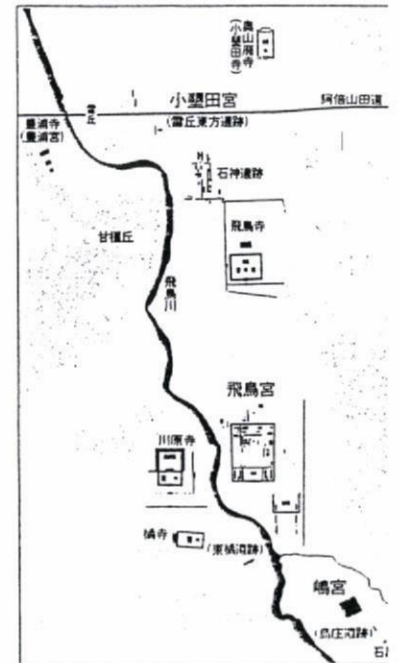 奥山廃寺
(小墾田寺)
小墾田宮
阿倍山田道
雷丘
(雷丘東方遺跡)
豊浦寺
(豊浦宮)
石神遺跡
飛鳥寺
甘樫丘
飛鳥川
飛鳥宮
川原寺
橘寺
(東橘遺跡)
嶋宮
(島庄遺跡)